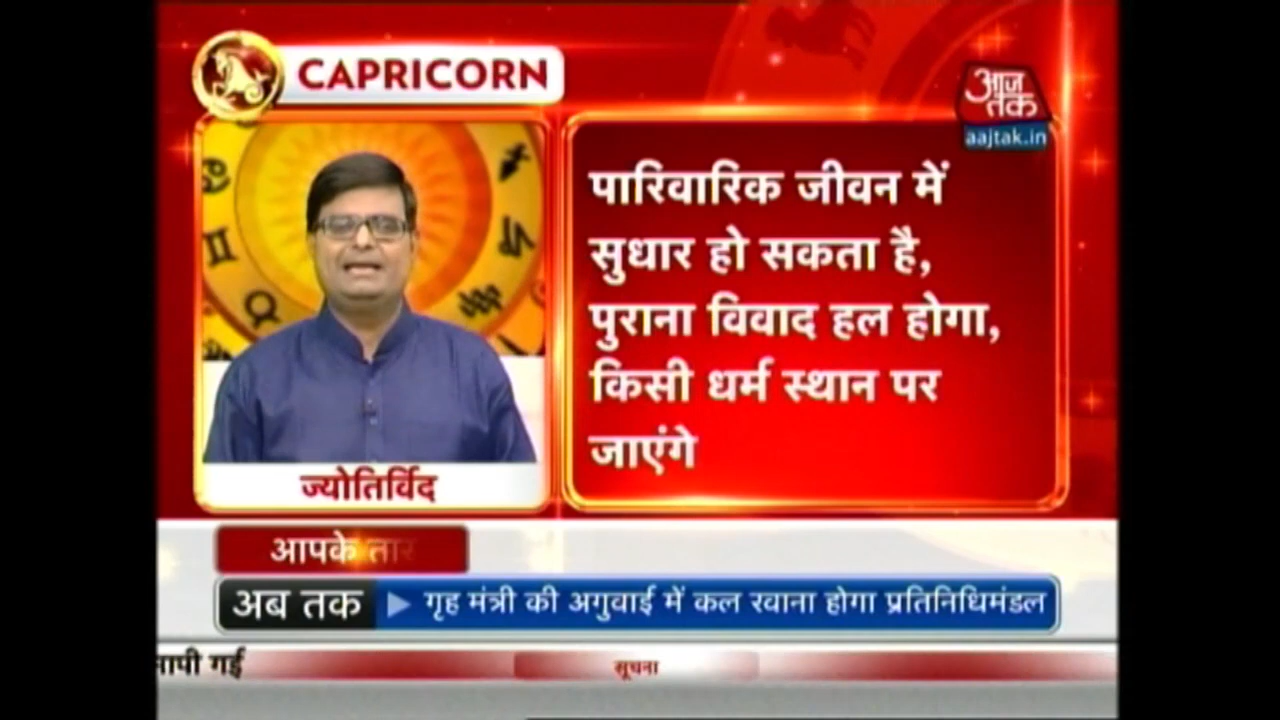 CAPRICORN
आज
तक
aajtak.in
पारिवारिक जीवन में
सुधार हो सकता है,
पुराना विवाद हल होगा,
किसी धर्म स्थान पर
जाएंगे
ज्योतिर्विद
आपके तार
अब तक गृह मंत्री की अगुवाई में कल रवाना होगा प्रतिनिधिमंडल
गई
सूचना